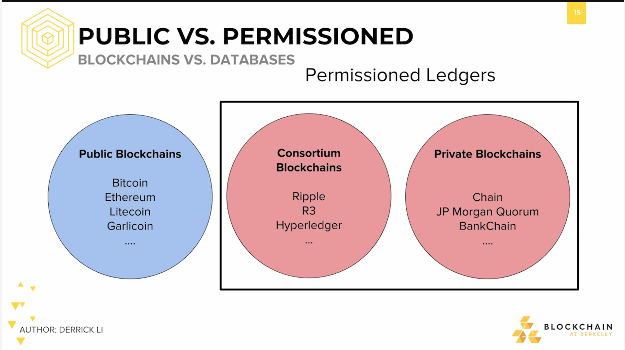 15
PUBLIC VS. PERMISSIONED
BLOCKCHAINS VS. DATABASES
Permissioned Ledgers
Public Blockchains
Bitcoin
Ethereum
Litecoin
Garlicoin
....
Consortium
Blockchains
Ripple
R3
Hyperledger
...
Private Blockchains
Chain
JP Morgan Quorum
BankChain
....
AUTHOR: DERRICK LI
BLOCKCHAIN
AT BERKELEY